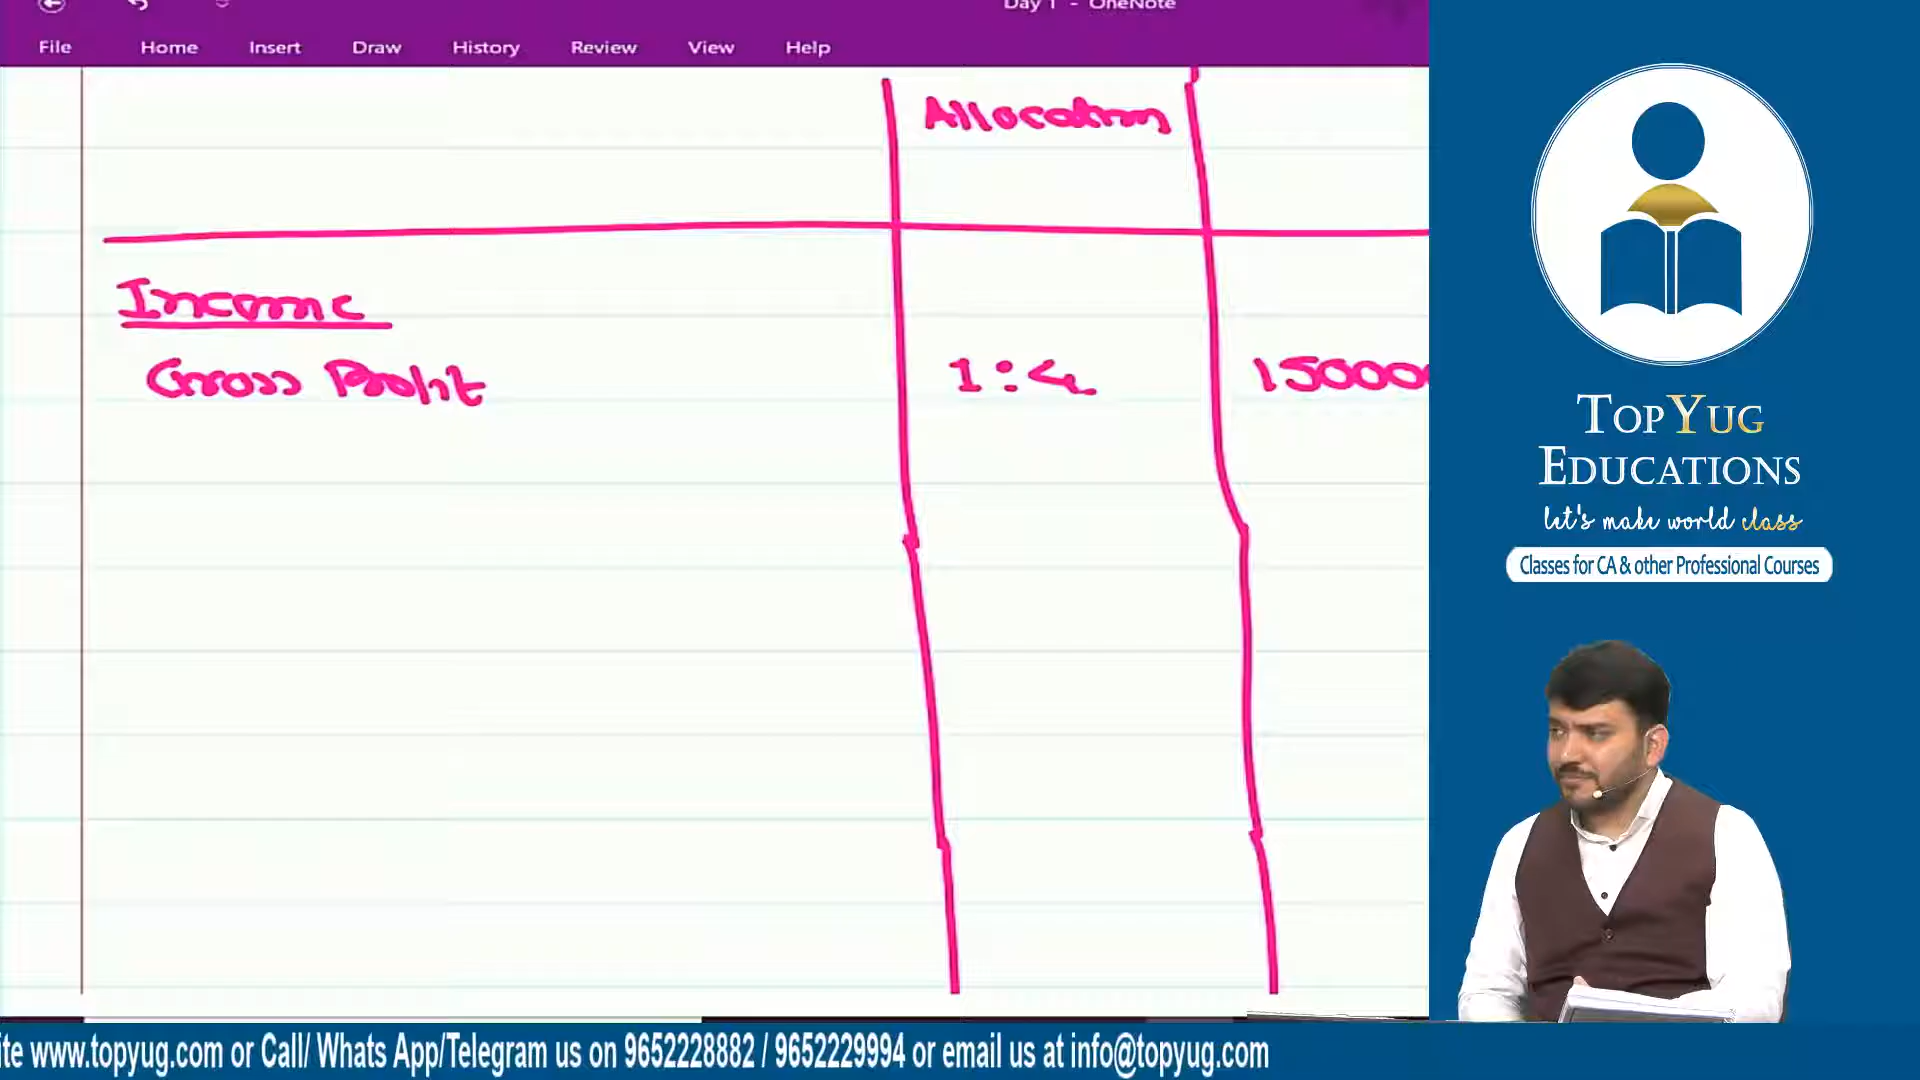 Day 1 - OneNote
File Home Insert Draw History Review View Help
Allocation
Income
Gross Profit 1:4 15000
TOPYUG
EDUCATIONS
let's make world class
Classes for CA & other Professional Courses
ite www.topyug.com or Call/ Whats App/Telegram us on 9652228882 / 9652229994 or email us at info@topyug.com